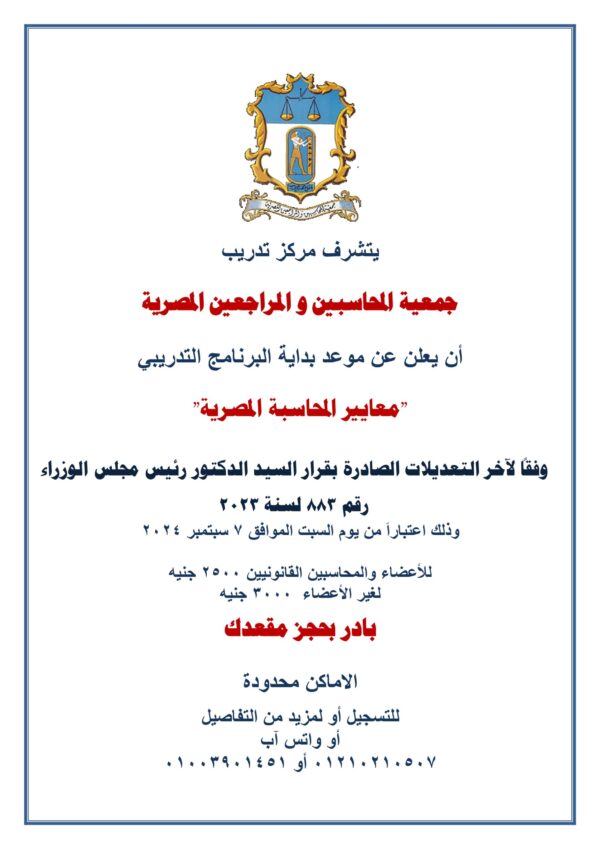 يتشرف مركز تدريب
جمعية المحاسبين و المراجعين المصرية
أن يعلن عن موعد بداية البرنامج التدريبي
"معايير المحاسبة المصرية"
وفقًا لآخر التعديلات الصادرة بقرار السيد الدكتور رئيس مجلس الوزراء
رقم ٨٨٣ لسنة ٢٠٢٣
وذلك اعتباراً من يوم السبت الموافق ٧ سبتمبر ٢٠٢٤
للأعضاء والمحاسبين القانونيين ٢٥٠٠ جنيه
لغير الأعضاء ٣٠٠٠ جنيه
بادر بحجز مقعدك
الاماكن محدودة
للتسجيل أو لمزيد من التفاصيل
أو واتس آب
٠١٢١٠٢١٠٥٠٧ أو ٠١٠٠٣٩٠١٤٥١